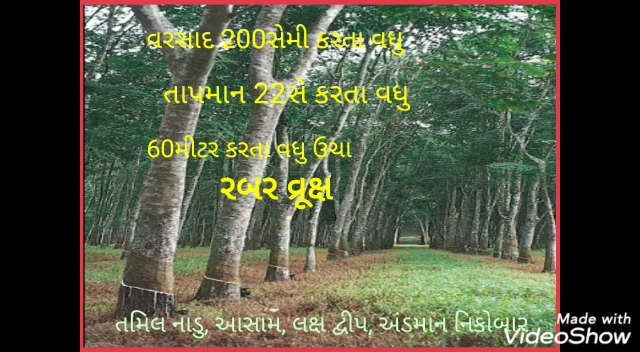 વરસાદ 200સેમી કરતા વધુ
તાપમાન 22સે કરતા વધુ
60મીટર કરતા વધુ ઉચા
રબર વ્રૂક્ષ
તમિલ નાડુ, આસામ, લક્ષ દ્વીપ, અંડમાન નિકોબાર
Made with
VideoShow